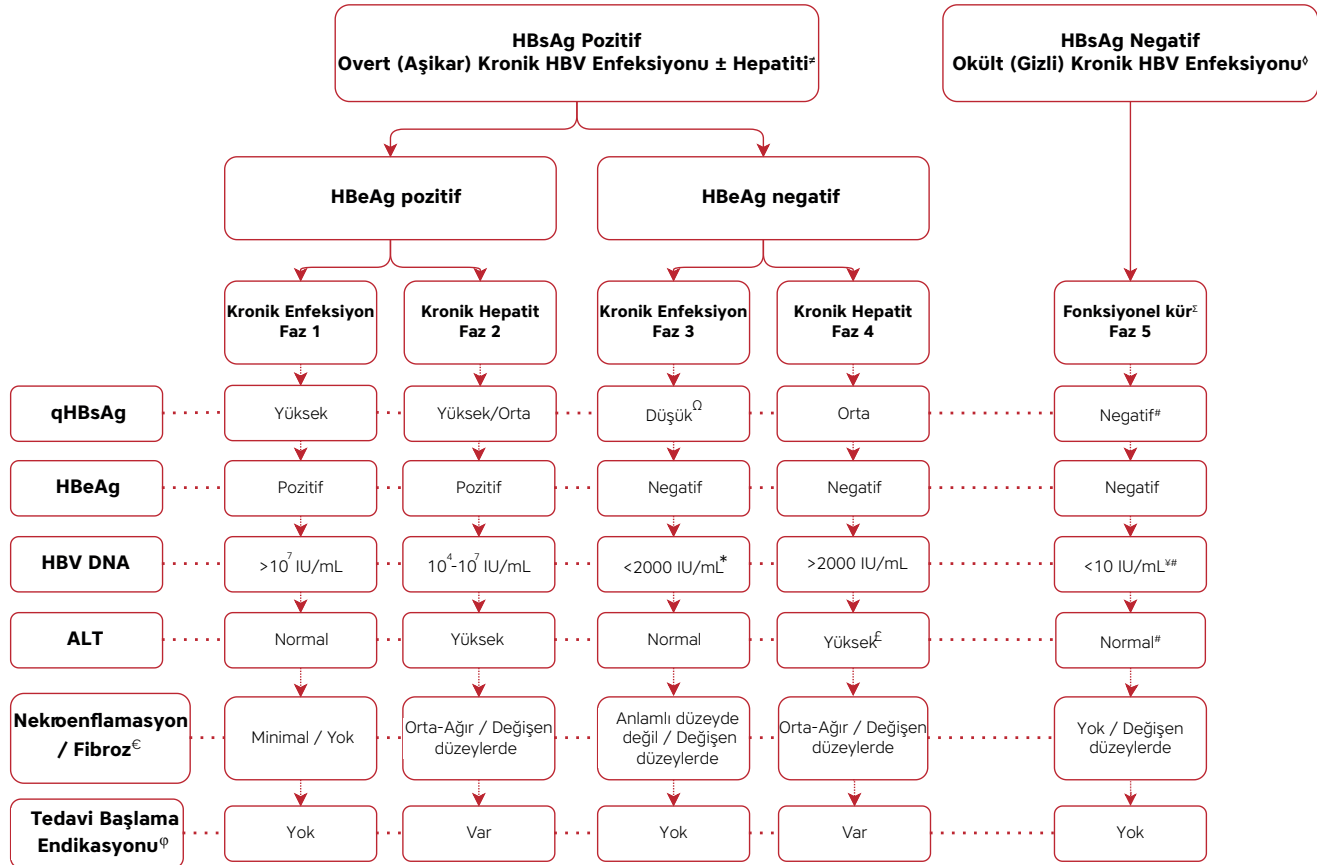 HBsAg Pozitif
Overt (Aşikar) Kronik HBV Enfeksiyonu ± Hepatiti≠
HBsAg Negatif
Okült (Gizli) Kronik HBV Enfeksiyonu◊
HBeAg pozitif
HBeAg negatif
Kronik Enfeksiyon
Faz 1
Kronik Hepatit
Faz 2
Kronik Enfeksiyon
Faz 3
Kronik Hepatit
Faz 4
Fonksiyonel kürΣ
Faz 5
qHBsAg
Yüksek
Yüksek/Orta
DüşükΩ
Orta
Negatif#
HBeAg
Pozitif
Pozitif
Negatif
Negatif
Negatif
HBV DNA
>10⁷ IU/mL
10⁴-10⁷ IU/mL
<2000 IU/mL*
>2000 IU/mL
<10 IU/mL¥#
ALT
Normal
Yüksek
Normal
Yüksek£
Normal#
Nekroenflamasyon
/ Fibroz€
Minimal / Yok
Orta-Ağır / Değişen
düzeylerde
Anlamlı düzeyde
değil / Değişen
düzeylerde
Orta-Ağır / Değişen
düzeylerde
Yok / Değişen
düzeylerde
Tedavi Başlama
Endikasyonuφ
Yok
Var
Yok
Var
Yok